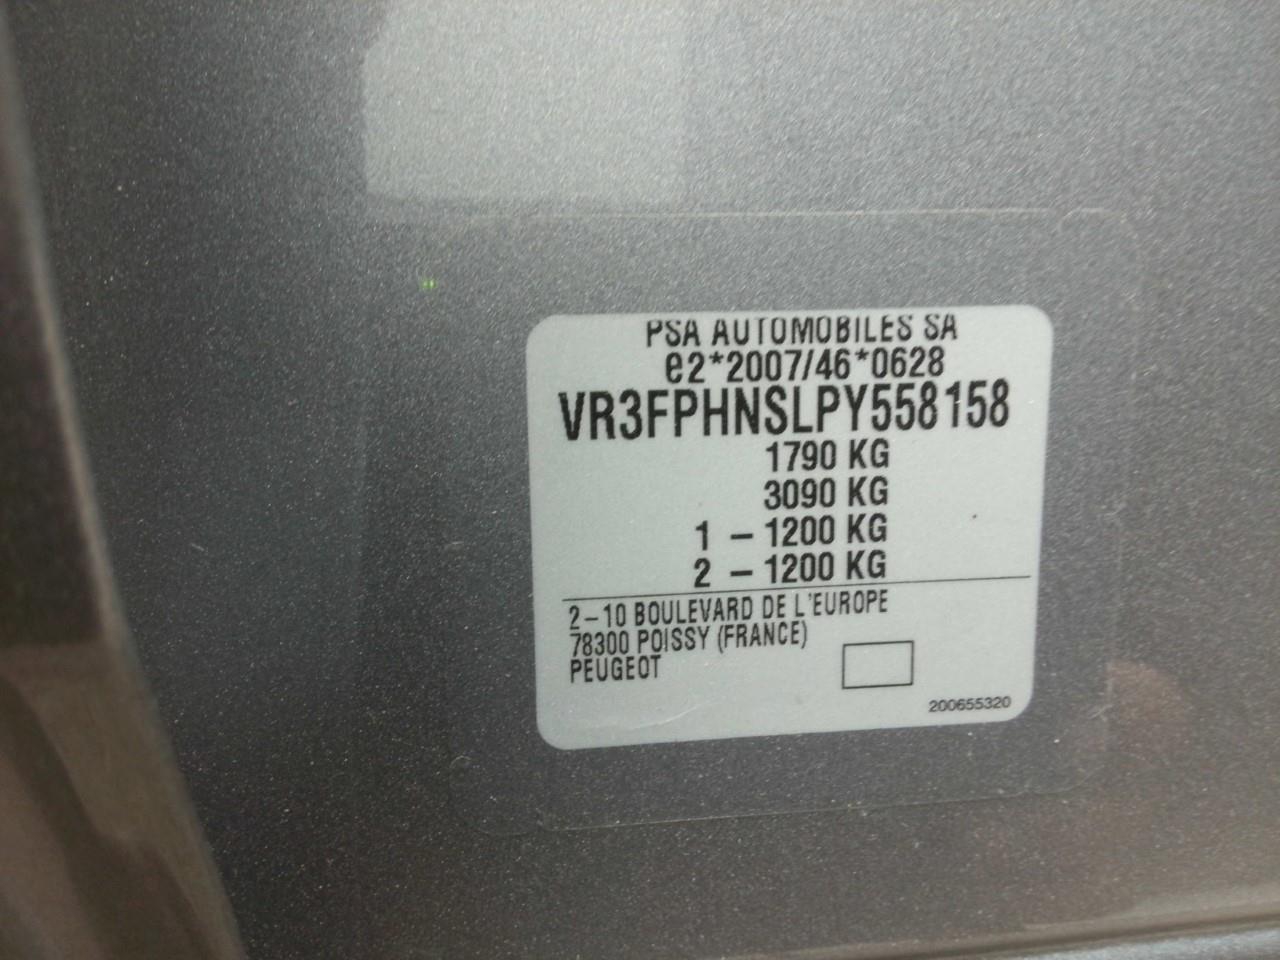 PSA AUTOMOBILES SA
e2*2007/46*0628
VR3FPHNSLPY558158
1790 KG
3090 KG
1 – 1200 KG
2 – 1200 KG
2–10 BOULEVARD DE L'EUROPE
78300 POISSY (FRANCE)
PEUGEOT
200655320